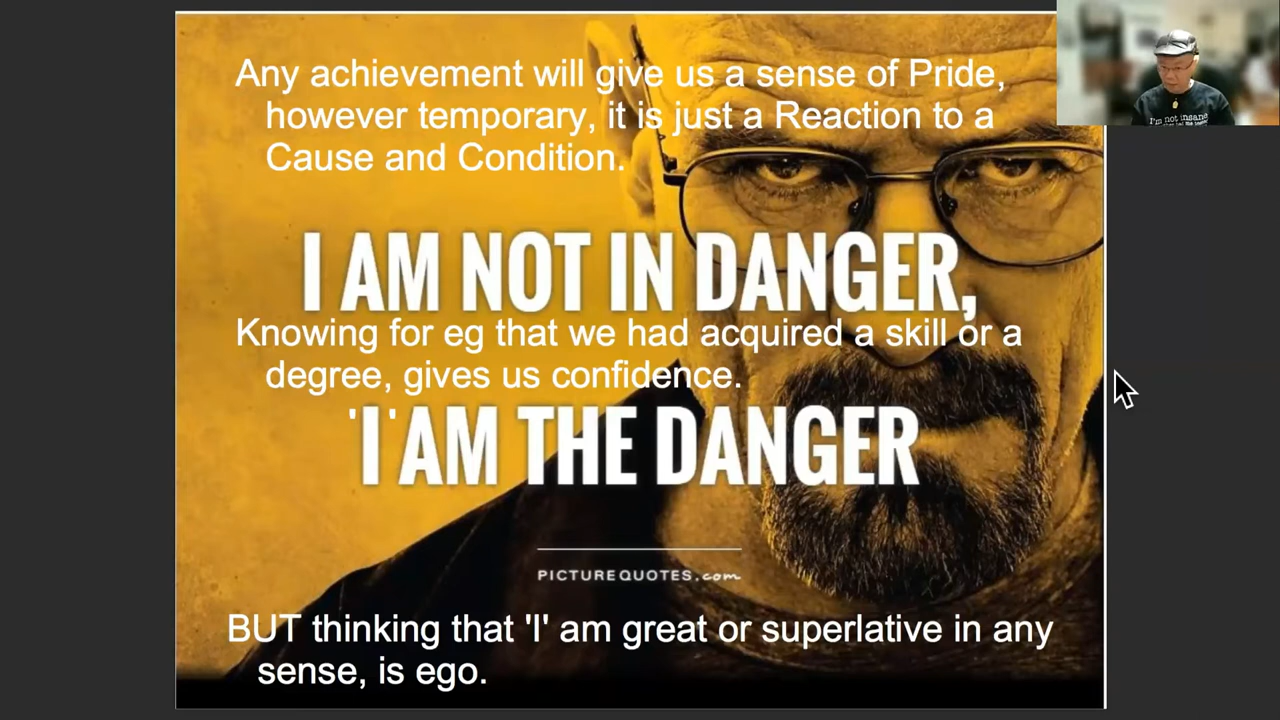 Any achievement will give us a sense of Pride,
however temporary, it is just a Reaction to a
Cause and Condition.
I AM NOT IN DANGER,
Knowing for eg that we had acquired a skill or a
degree, gives us confidence.
' '
I AM THE DANGER
PICTUREQUOTES.com
BUT thinking that 'I' am great or superlative in any
sense, is ego.
I'm not insane